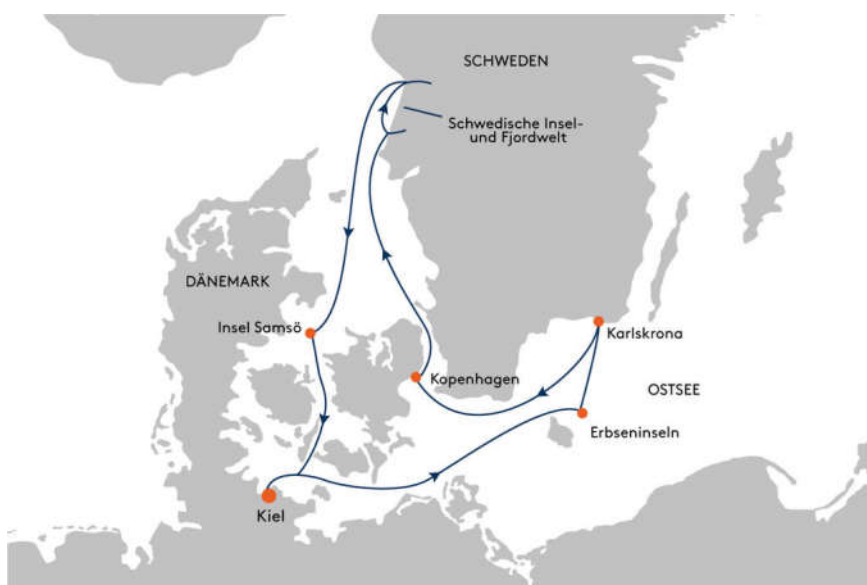 SCHWEDEN
Schwedische Insel-
und Fjordwelt
DÄNEMARK
Insel Samsö
Karlskrona
Kopenhagen
OSTSEE
Erbseninseln
Kiel